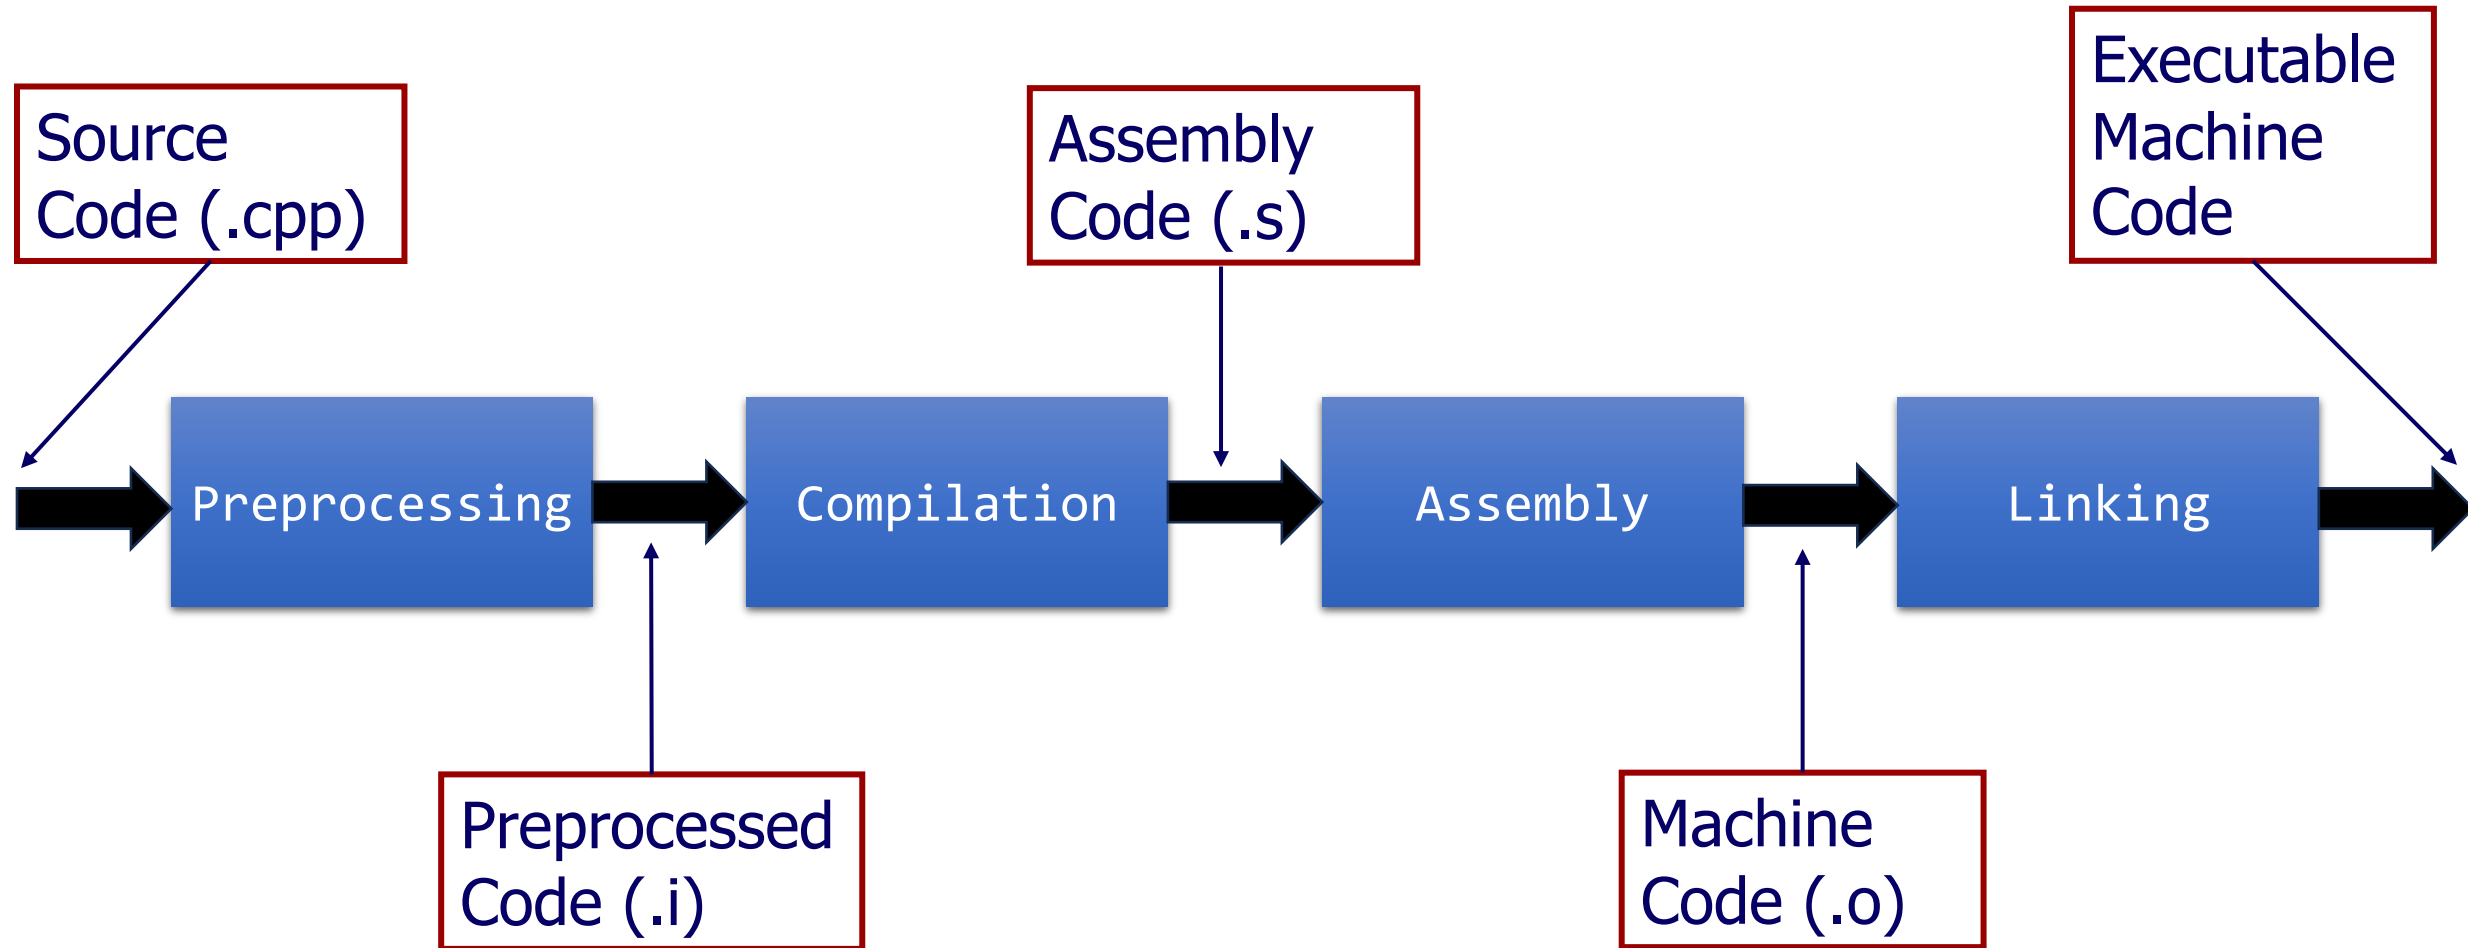 Source
Code (.cpp)
Assembly
Code (.s)
Executable
Machine
Code
Preprocessing
Compilation
Assembly
Linking
Preprocessed
Code (.i)
Machine
Code (.o)